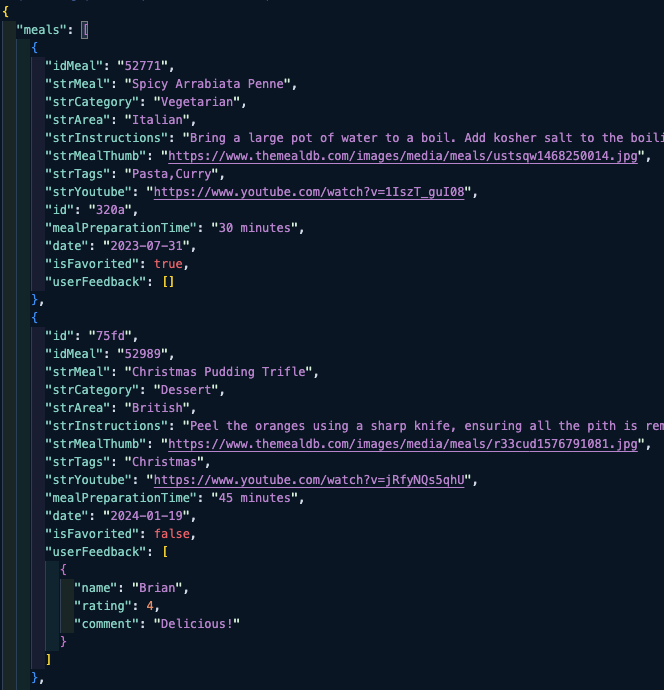 {
"meals": [
{
"idMeal": "52771",
"strMeal": "Spicy Arrabiata Penne",
"strCategory": "Vegetarian",
"strArea": "Italian",
"strInstructions": "Bring a large pot of water to a boil. Add kosher salt to the boili
"strMealThumb": "https://www.themealdb.com/images/media/meals/ustsqw1468250014.jpg",
"strTags": "Pasta,Curry",
"strYoutube": "https://www.youtube.com/watch?v=1IszT_guI08",
"id": "320a",
"mealPreparationTime": "30 minutes",
"date": "2023-07-31",
"isFavorited": true,
"userFeedback": []
},
{
"id": "75fd",
"idMeal": "52989",
"strMeal": "Christmas Pudding Trifle",
"strCategory": "Dessert",
"strArea": "British",
"strInstructions": "Peel the oranges using a sharp knife, ensuring all the pith is rem
"strMealThumb": "https://www.themealdb.com/images/media/meals/r33cud1576791081.jpg",
"strTags": "Christmas",
"strYoutube": "https://www.youtube.com/watch?v=jRfyNQs5qhU",
"mealPreparationTime": "45 minutes",
"date": "2024-01-19",
"isFavorited": false,
"userFeedback": [
{
"name": "Brian",
"rating": 4,
"comment": "Delicious!"
}
]
},